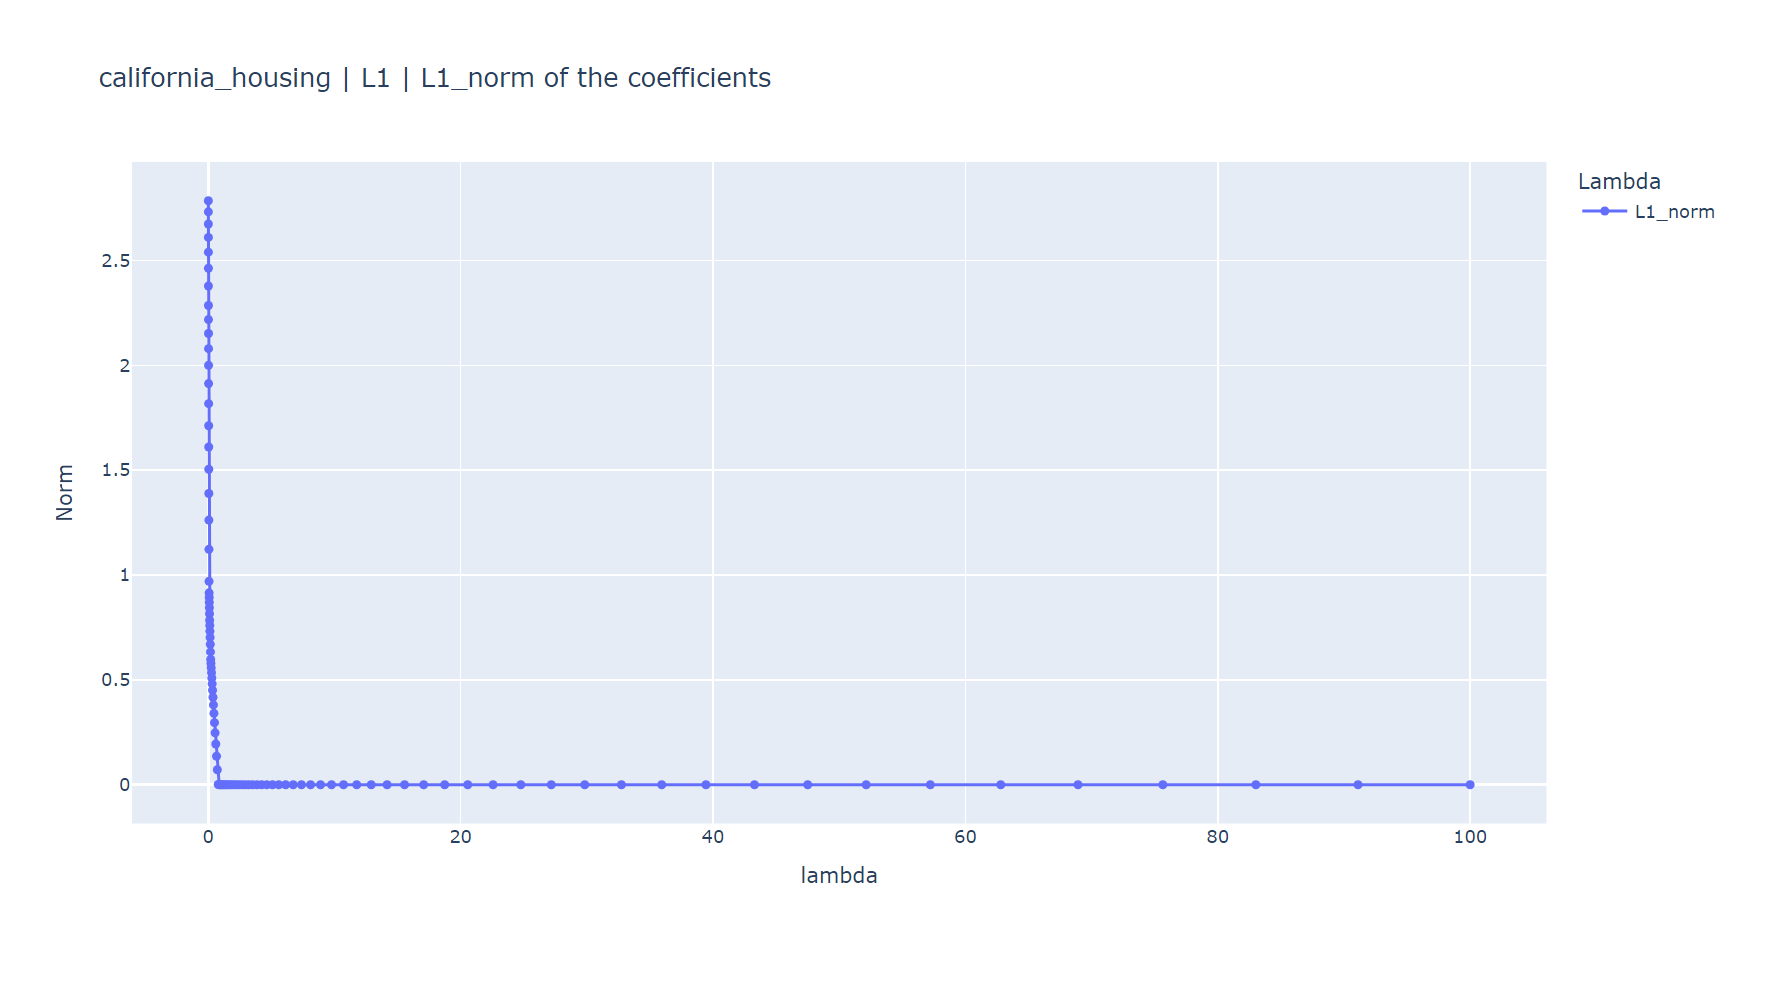 california_housing | L1 | L1_norm of the coefficients
Lambda
L1_norm
2.5
2
1.5
1
0.5
0
Norm
0
20
40
60
80
100
lambda